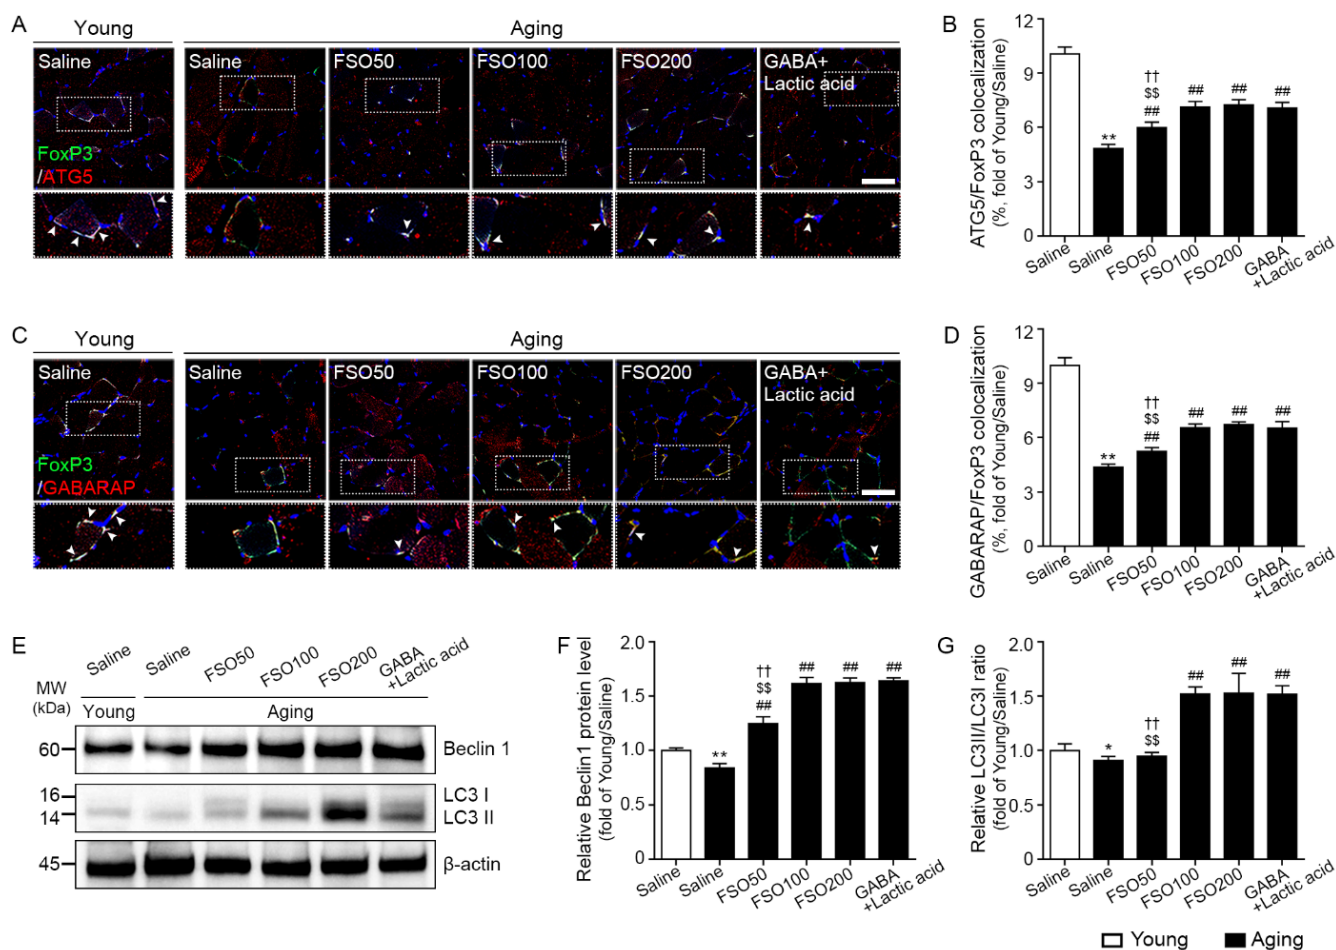 A
Young
Aging
Saline
Saline
FSO50
FSO100
FSO200
GABA+
Lactic acid
FoxP3
/ATG5
B
ATG5/FoxP3 colocalization
(%, fold of Young/Saline)
12
9
6
3
0
**
††
$$
##
##
##
##
Saline
Saline
FSO50
FSO100
FSO200
GABA
+Lactic acid
C
Young
Aging
Saline
Saline
FSO50
FSO100
FSO200
GABA+
Lactic acid
FoxP3
/GABARAP
D
GABARAP/FoxP3 colocalization
(%, fold of Young/Saline)
12
9
6
3
0
**
††
$$
##
##
##
##
Saline
Saline
FSO50
FSO100
FSO200
GABA
+Lactic acid
E
Saline
Saline
FSO50
FSO100
FSO200
GABA
+Lactic acid
MW
(kDa)
Young
Aging
60
Beclin 1
16
LC3 I
14
LC3 II
45
β-actin
F
Relative Beclin1 protein level
(fold of Young/Saline)
2.0
1.5
1.0
0.5
0
**
††
$$
##
##
##
##
Saline
Saline
FSO50
FSO100
FSO200
GABA
+Lactic acid
G
Relative LC3II/LC3I ratio
(fold of Young/Saline)
2.0
1.5
1.0
0.5
0
*
††
$$
##
##
##
Saline
Saline
FSO50
FSO100
FSO200
GABA
+Lactic acid
Young
Aging